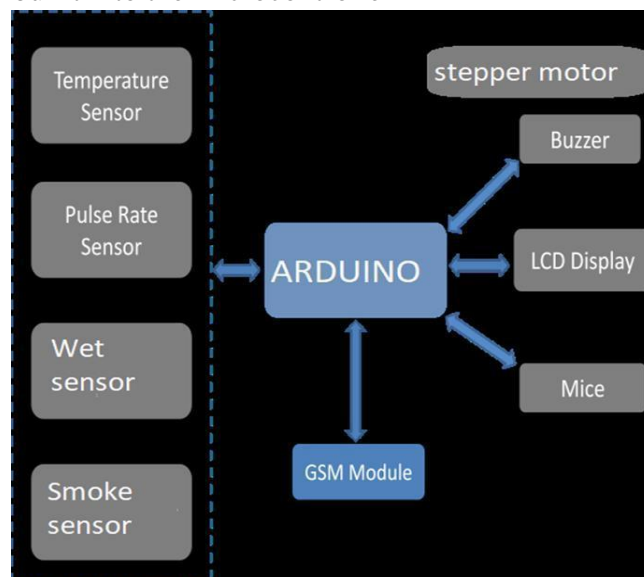 Temperature
Sensor
Pulse Rate
Sensor
Wet
sensor
Smoke
sensor
ARDUINO
GSM Module
stepper motor
Buzzer
LCD Display
Mice